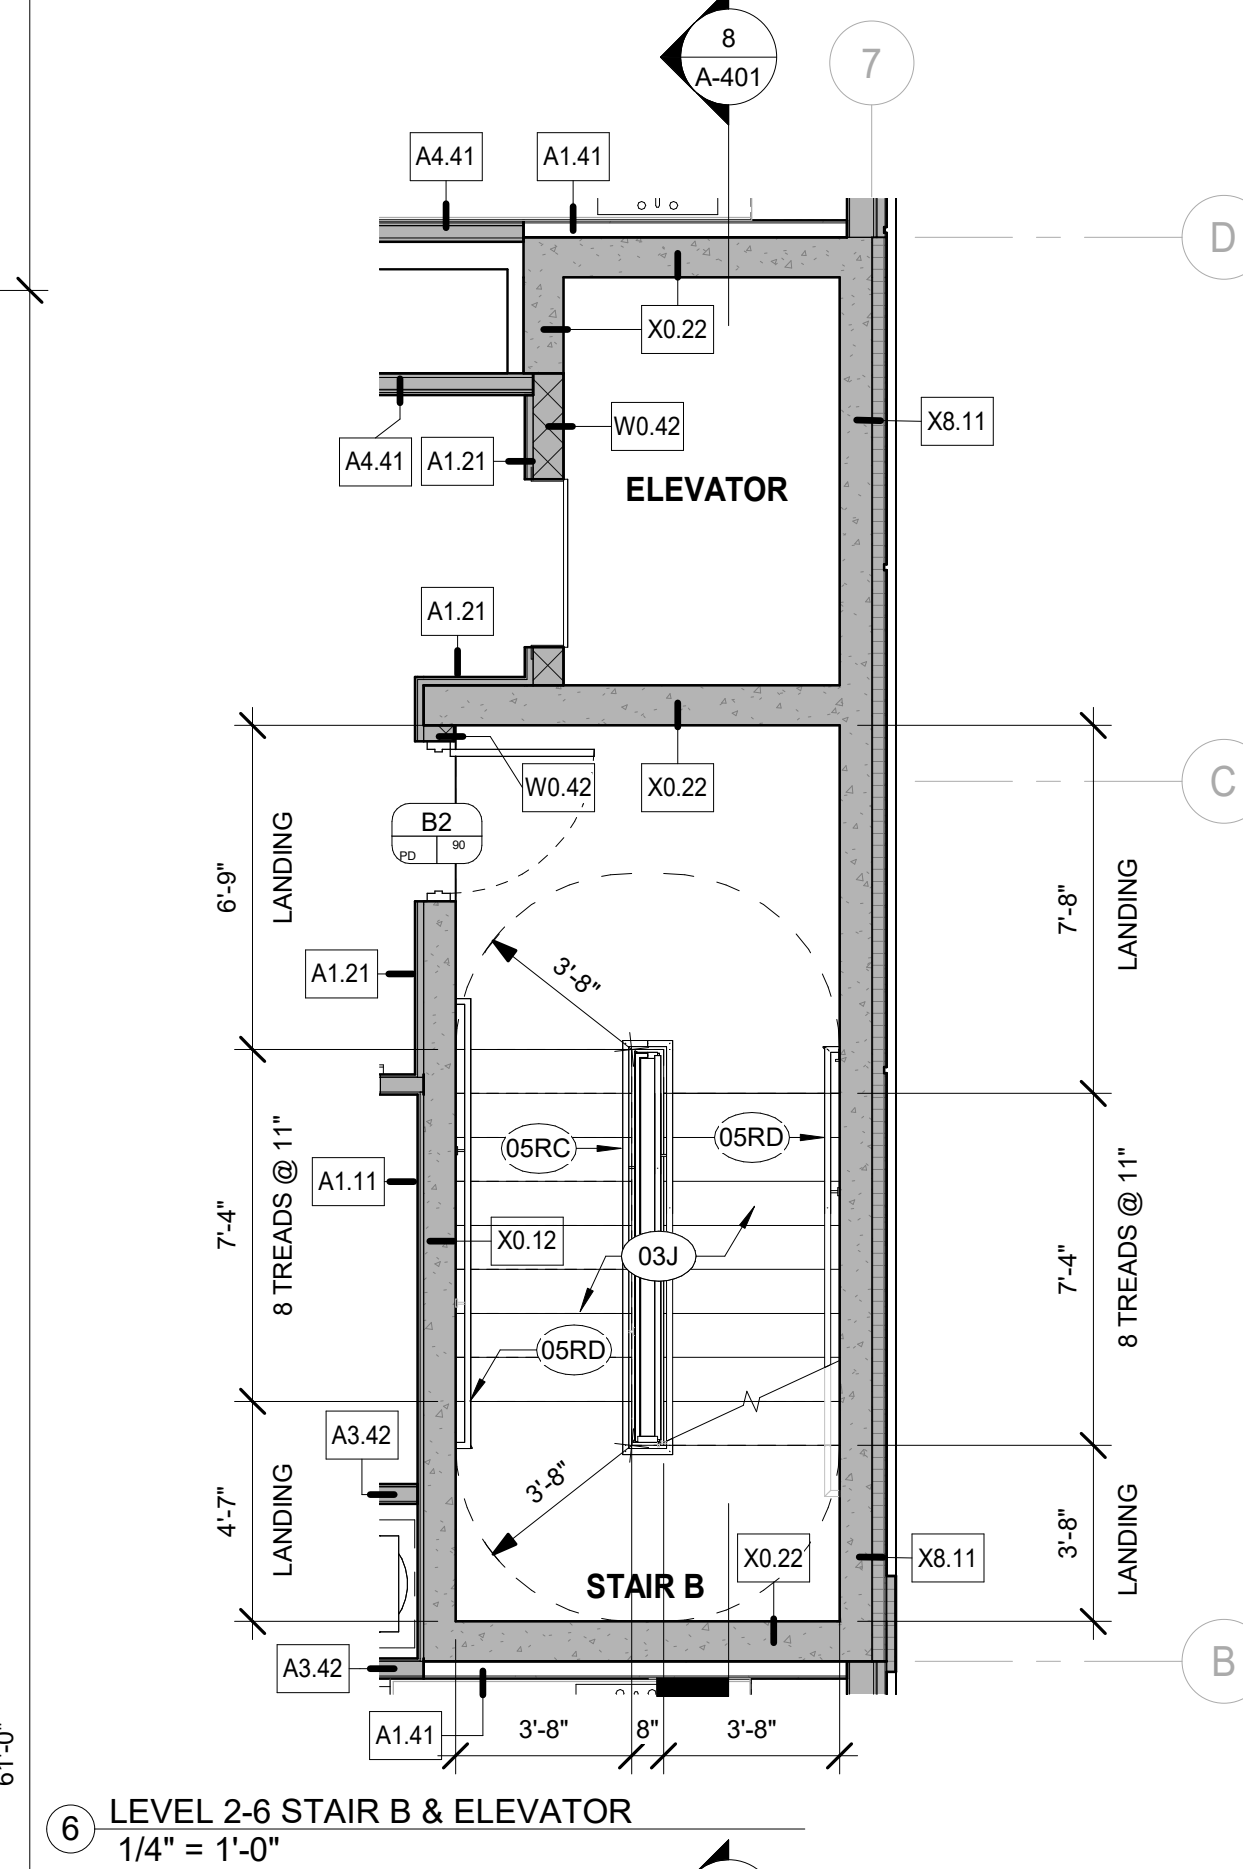 8
A-401
7
A4.41
A1.41
D
X0.22
X8.11
W0.42
A4.41
A1.21
ELEVATOR
A1.21
W0.42
X0.22
C
B2
PD
90
6'-9"
LANDING
7'-8"
LANDING
A1.21
3'-8"
05RC
05RD
A1.11
7'-4"
8 TREADS @ 11"
X0.12
03J
7'-4"
8 TREADS @ 11"
05RD
A3.42
4'-7"
LANDING
3'-8"
3'-8"
LANDING
X0.22
X8.11
STAIR B
A3.42
B
A1.41
3'-8"
8"
3'-8"
61'-0"
6
LEVEL 2-6 STAIR B & ELEVATOR
1/4" = 1'-0"